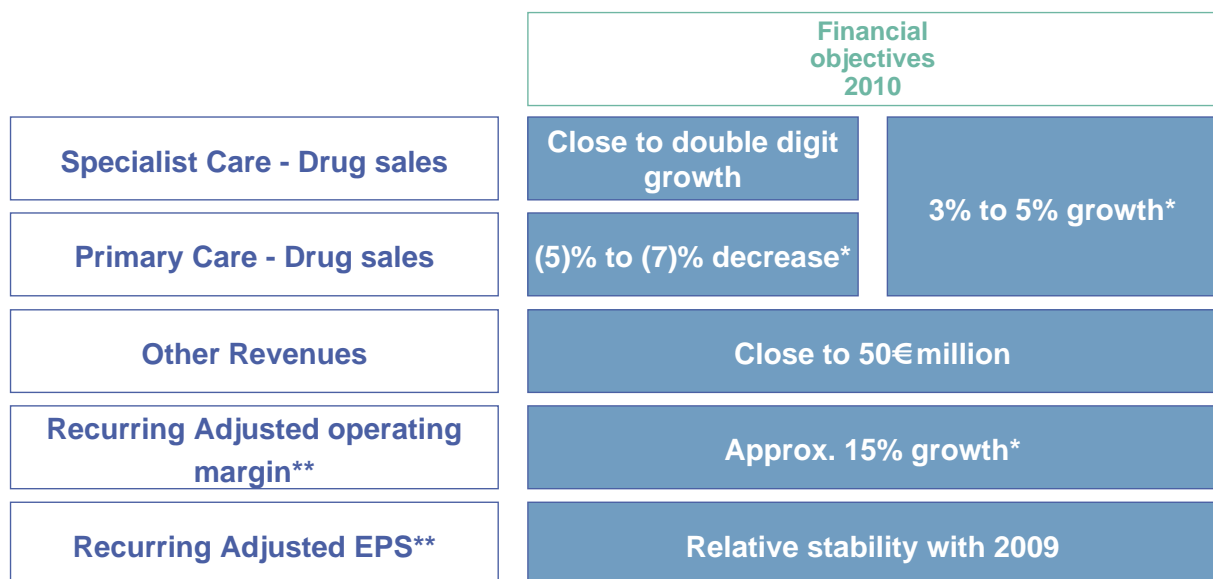 Financial
objectives
2010
Specialist Care - Drug sales
Close to double digit
growth
3% to 5% growth*
Primary Care - Drug sales
(5)% to (7)% decrease*
Other Revenues
Close to 50€million
Recurring Adjusted operating
margin**
Approx. 15% growth*
Recurring Adjusted EPS**
Relative stability with 2009